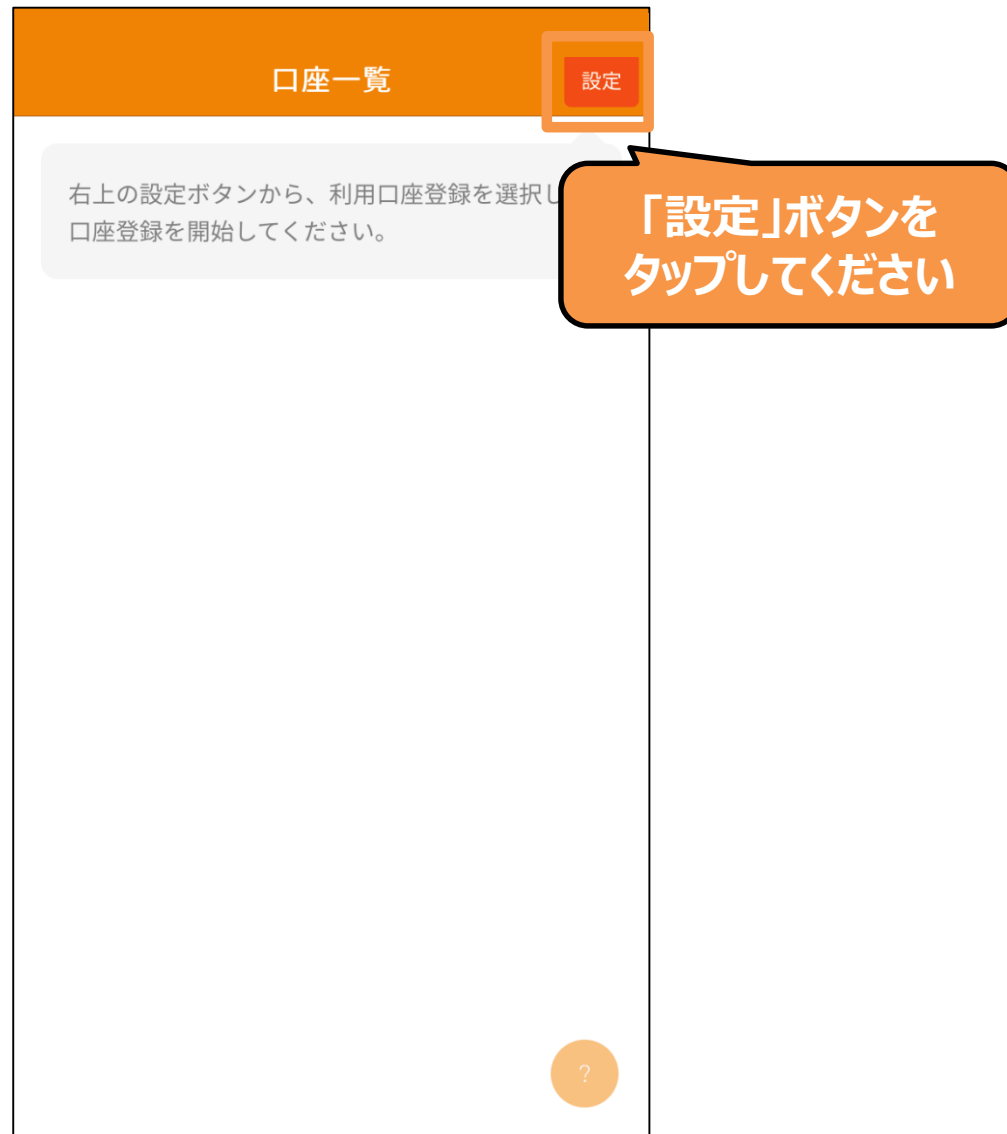 口座一覧
設定
右上の設定ボタンから、利用口座登録を選択し
口座登録を開始してください。
「設定」ボタンを
タップしてください
?